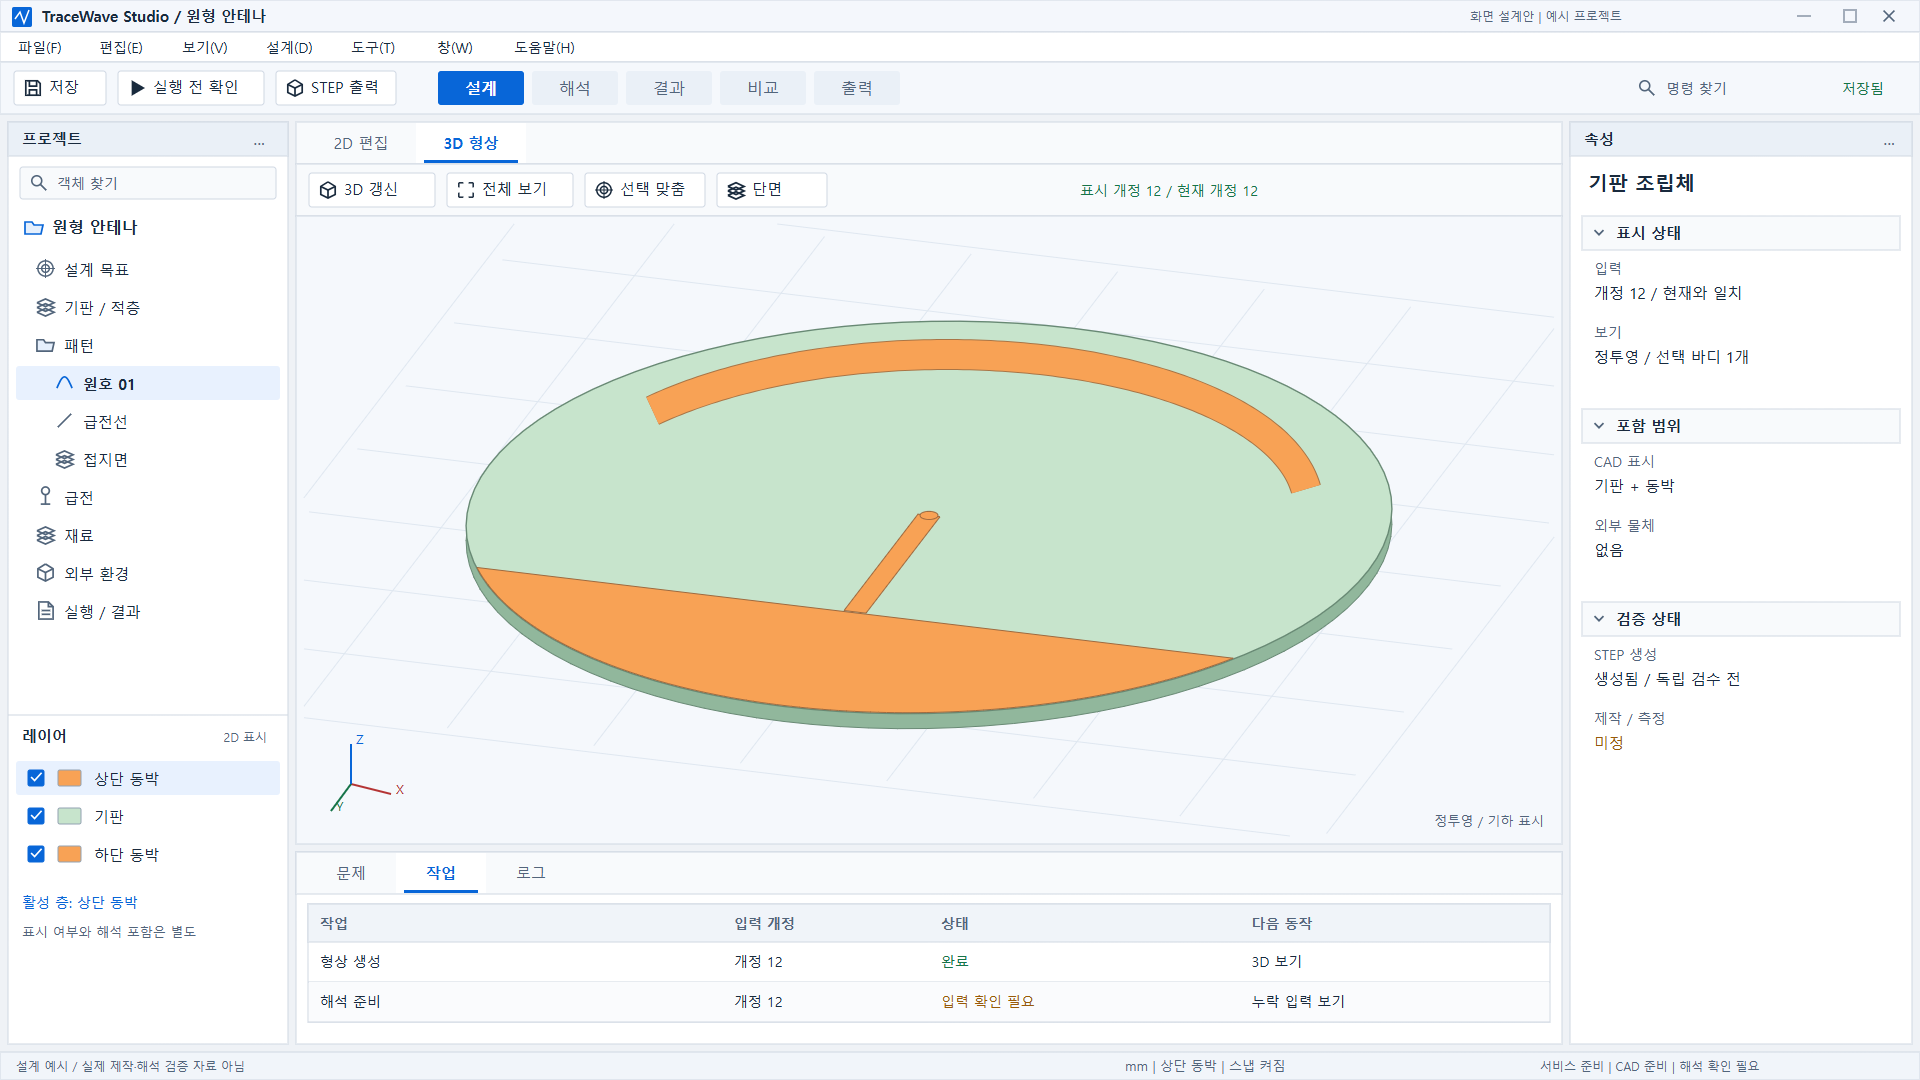 TraceWave Studio / 원형 안테나
화면 설계안 | 예시 프로젝트
파일(F) 편집(E) 보기(V) 설계(D) 도구(T) 창(W) 도움말(H)
저장 실행 전 확인 STEP 출력 설계 해석 결과 비교 출력 명령 찾기 저장됨
프로젝트 ...
객체 찾기
원형 안테나
설계 목표
기판 / 적층
패턴
원호 01
급전선
접지면
급전
재료
외부 환경
실행 / 결과
레이어 2D 표시
상단 동박
기판
하단 동박
활성 층: 상단 동박
표시 여부와 해석 포함은 별도
2D 편집 3D 형상
3D 갱신 전체 보기 선택 맞춤 단면 표시 개정 12 / 현재 개정 12
Z
X
Y
정투영 / 기하 표시
문제 작업 로그
작업 입력 개정 상태 다음 동작
형상 생성 개정 12 완료 3D 보기
해석 준비 개정 12 입력 확인 필요 누락 입력 보기
속성 ...
기판 조립체
표시 상태
입력
개정 12 / 현재와 일치
보기
정투영 / 선택 바디 1개
포함 범위
CAD 표시
기판 + 동박
외부 물체
없음
검증 상태
STEP 생성
생성됨 / 독립 검수 전
제작 / 측정
미정
설계 예시 / 실제 제작·해석 검증 자료 아님
mm | 상단 동박 | 스냅 켜짐
서비스 준비 | CAD 준비 | 해석 확인 필요